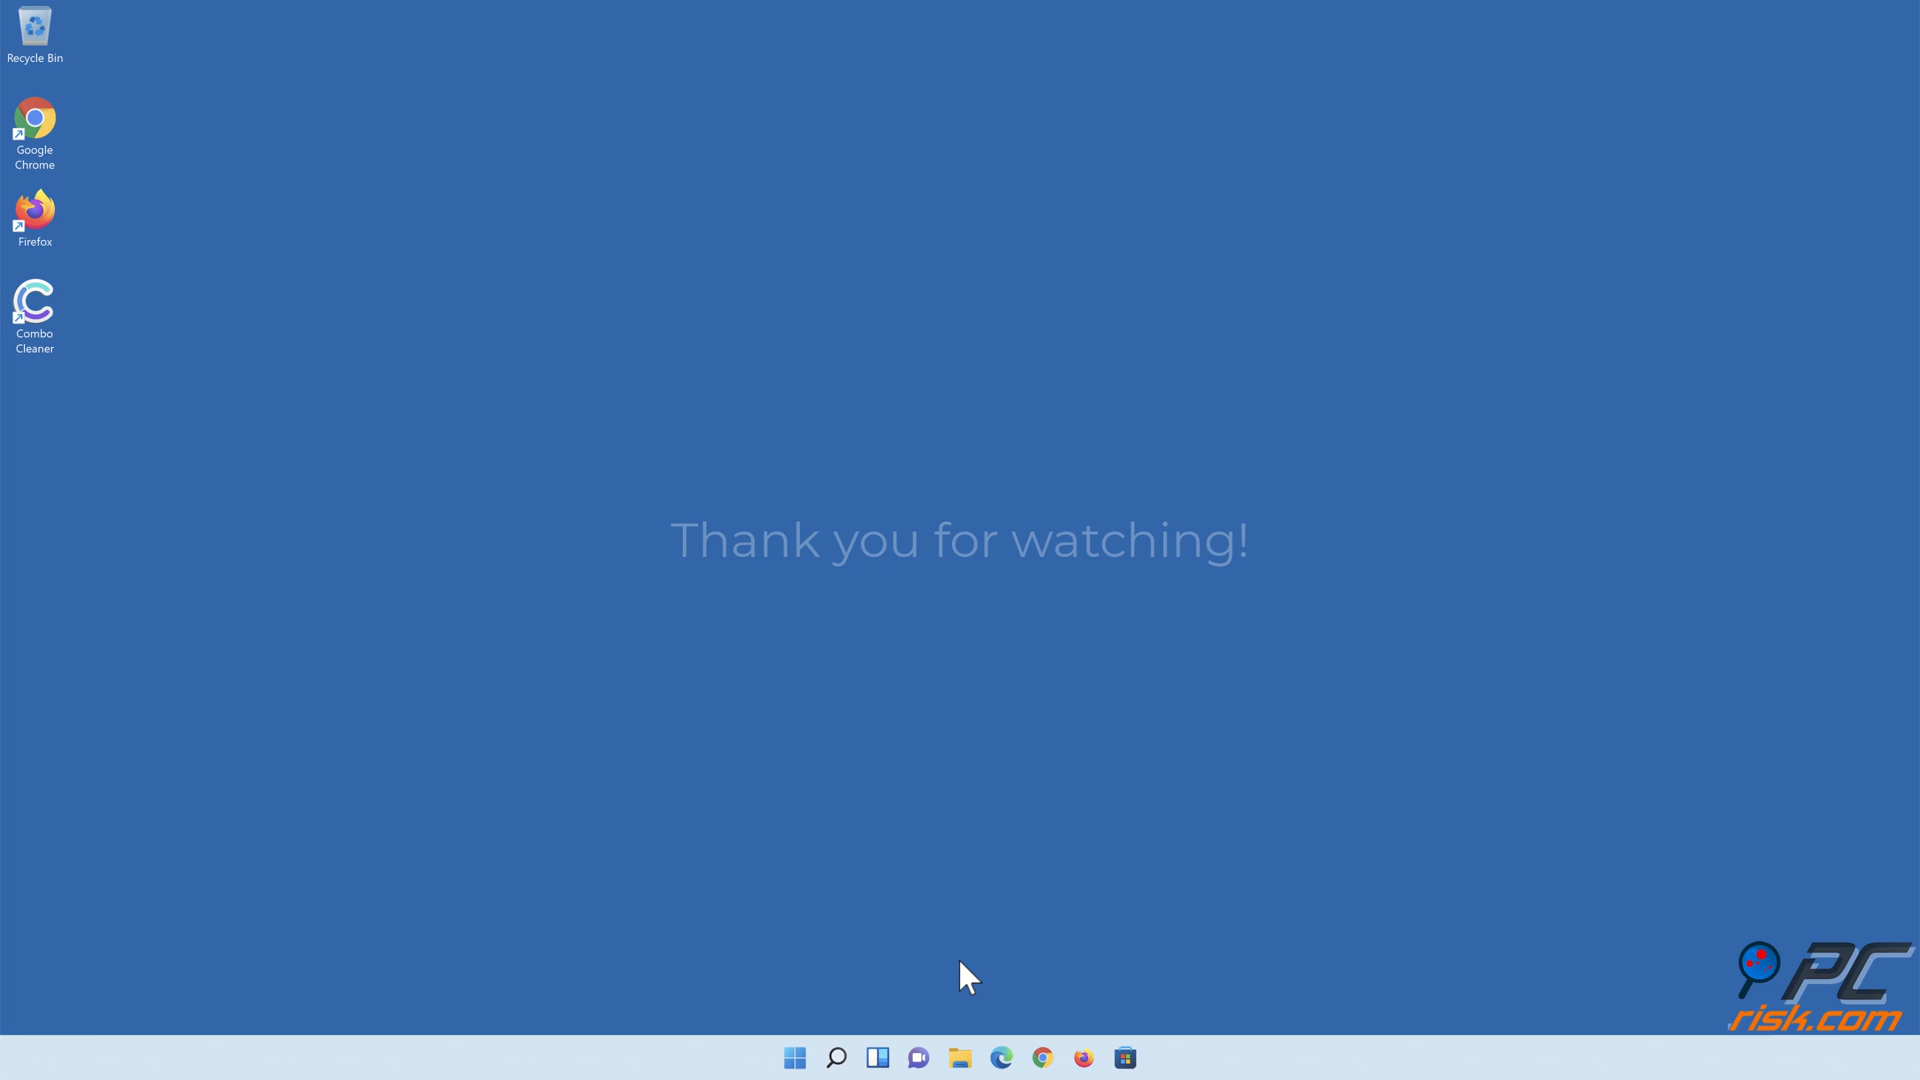 Recycle Bin
Google
Chrome
Firefox
Combo
Cleaner
Thank you for watching!
PC
risk.com